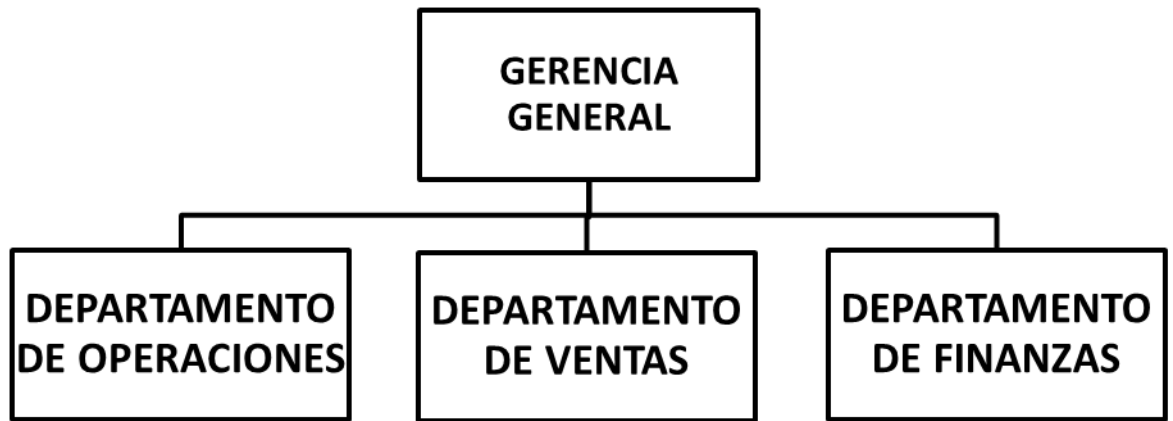 GERENCIA
GENERAL
DEPARTAMENTO
DE OPERACIONES
DEPARTAMENTO
DE VENTAS
DEPARTAMENTO
DE FINANZAS